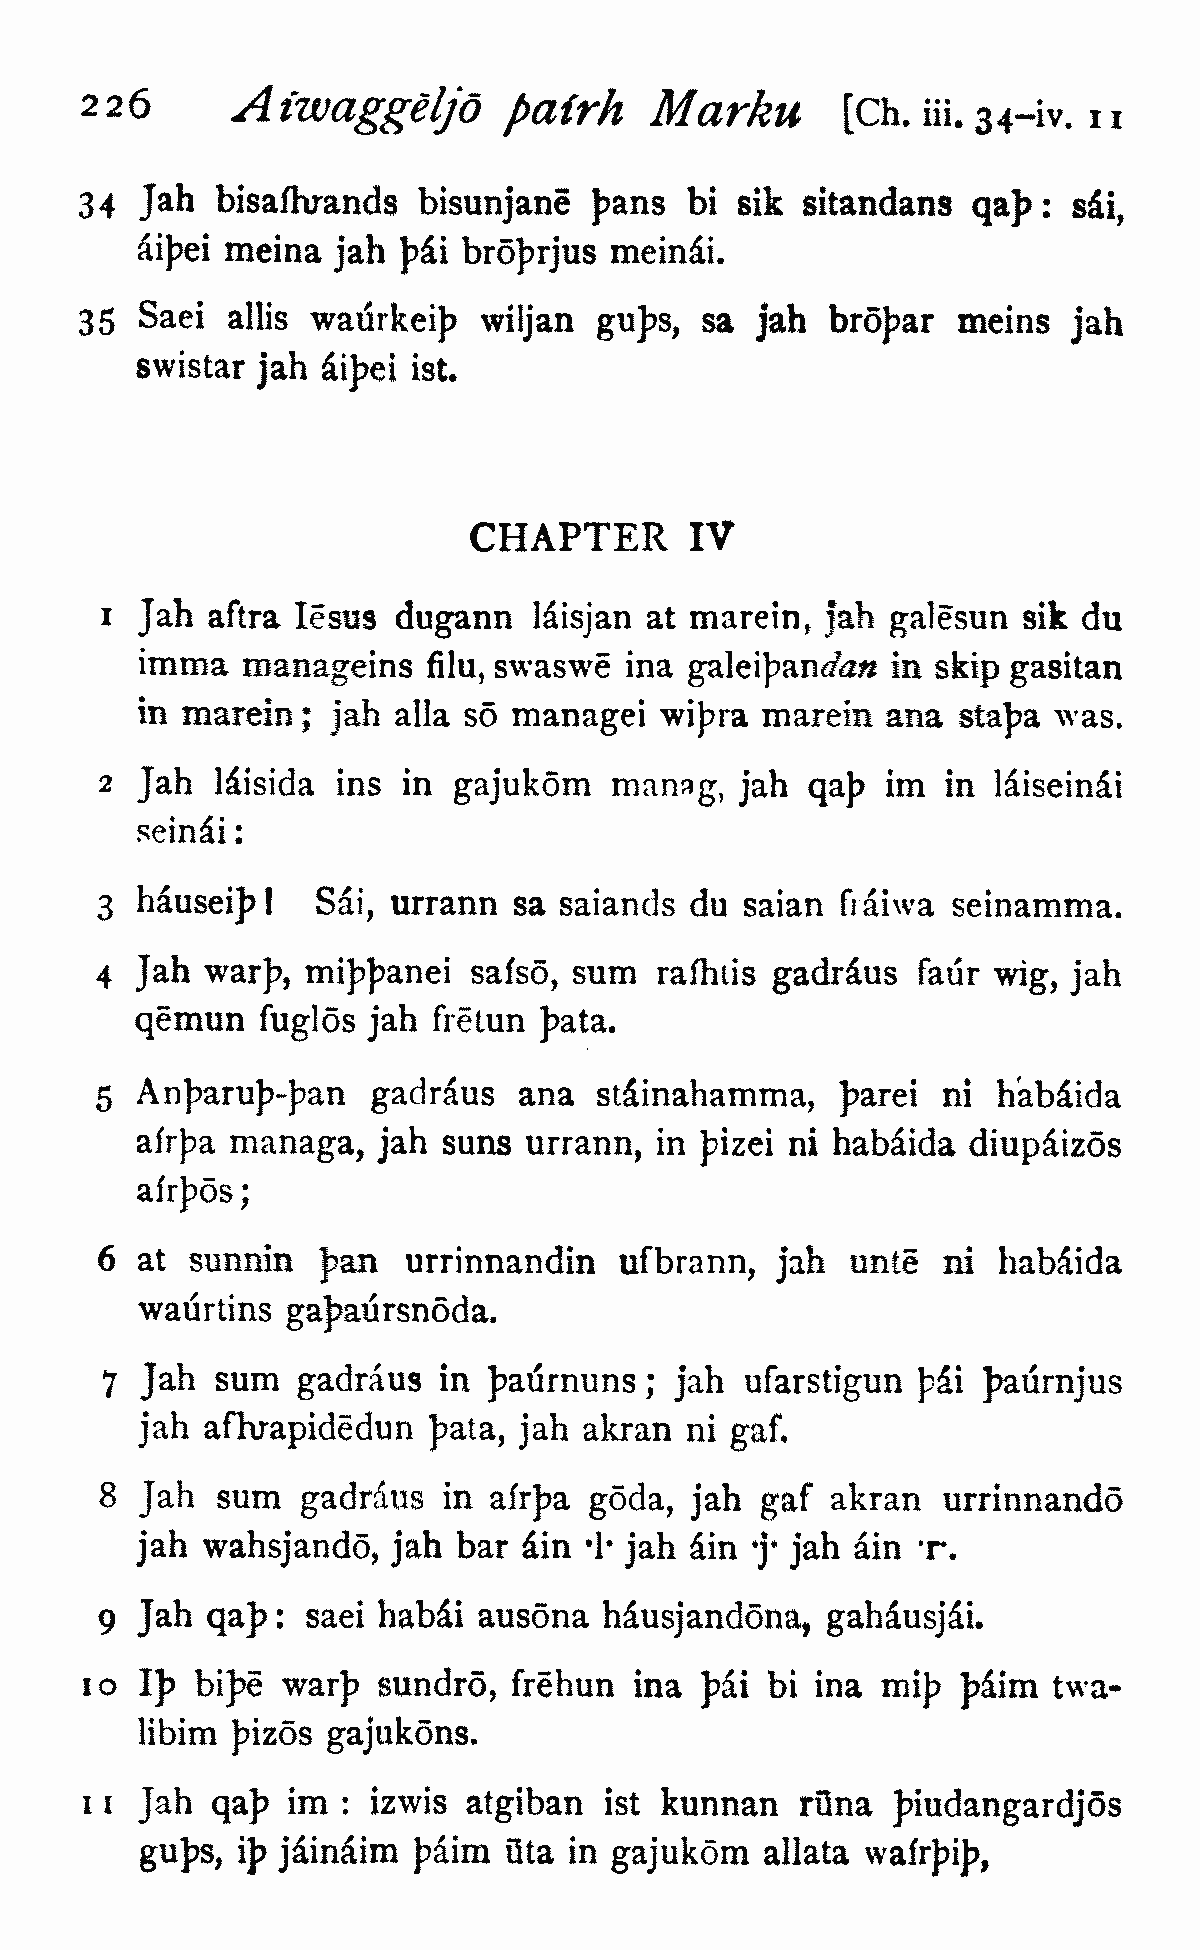 226 Aíwaggēljō þaírh Marku [Ch. iii. 34–iv. 11
34 Jah bisaíƕands bisunjanē þans bi sik sitandans qaþ: sái,
áiþei meina jah þái brōþrjus meinái.
35 Saei allis waúrkeiþ wiljan guþs, sa jah brōþar meins jah
swistar jah áiþei ist.
CHAPTER IV
1 Jah aftra Iēsus dugann láisjan at marein, jah galēsun sik du
imma manageins filu, swaswē ina galeiþandan in skip gasitan
in marein; jah alla sō managei wiþra marein ana staþa was.
2 Jah láisida ins in gajukōm manag, jah qaþ im in láiseinái
seinái:
3 háuseiþ! Sái, urrann sa saiands du saian fráiwa seinamma.
4 Jah warþ, miþþanei saísō, sum raíhtis gadráus faúr wig, jah
qēmun fuglōs jah frētun þata.
5 Anþaruþ-þan gadráus ana stáinahamma, þarei ni habáida
aírþa managa, jah suns urrann, in þizei ni habáida diupáizōs
aírþōs;
6 at sunnin þan urrinnandin ufbrann, jah untē ni habáida
waúrtins gaþaúrsnōda.
7 Jah sum gadráus in þaúrnuns; jah ufarstigun þái þaúrnjus
jah afƕapidēdun þata, jah akran ni gaf.
8 Jah sum gadráus in aírþa gōda, jah gaf akran urrinnandō
jah wahsjandō, jah bar áin ·l· jah áin ·j· jah áin ·r·.
9 Jah qaþ: saei habái ausōna háusjandōna, gaháusjái.
10 Iþ biþē warþ sundrō, frēhun ina þái bi ina miþ þáim twa-
libim þizōs gajukōns.
11 Jah qaþ im: izwis atgiban ist kunnan rūna þiudangardjōs
guþs, iþ jáináim þáim ūta in gajukōm allata waírþiþ,